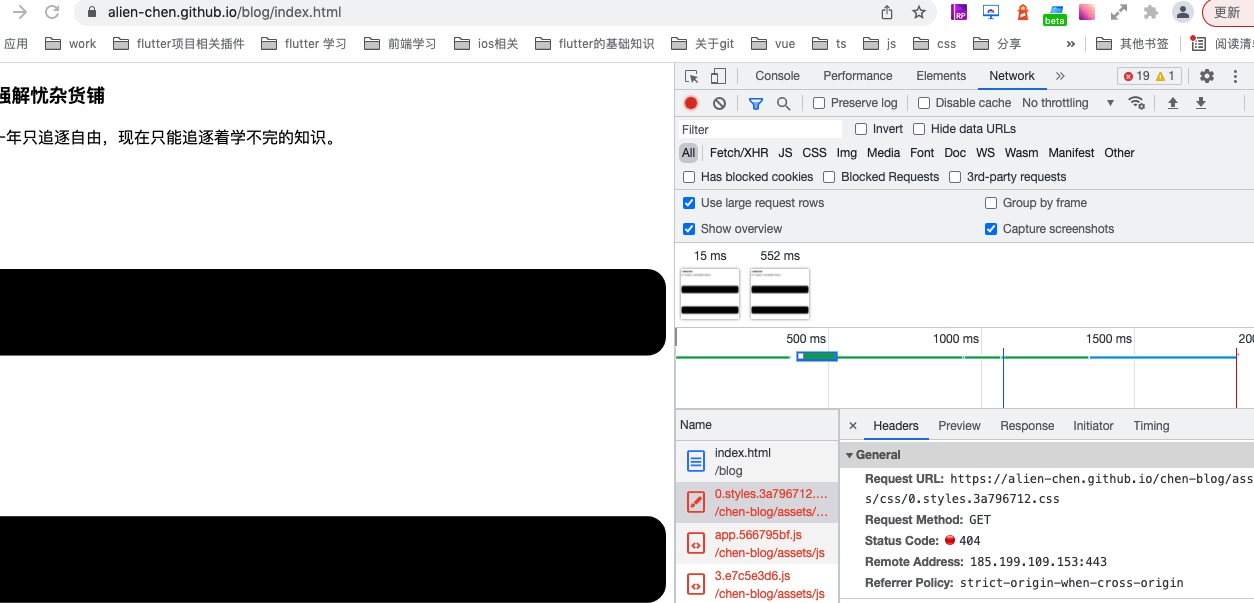 alien-chen.github.io/blog/index.html
RP
beta
更新
应用 work flutter项目相关插件 flutter 学习 前端学习 ios相关 flutter的基础知识 关于git vue ts js css 分享 » 其他书签 阅读清单
强解忧杂货铺
一年只追逐自由，现在只能追逐着学不完的知识。
Console Performance Elements Network » 19 1
Preserve log Disable cache No throttling
Filter Invert Hide data URLs
All Fetch/XHR JS CSS Img Media Font Doc WS Wasm Manifest Other
Has blocked cookies Blocked Requests 3rd-party requests
Use large request rows Group by frame
Show overview Capture screenshots
15 ms 552 ms
500 ms 1000 ms 1500 ms 200
Name × Headers Preview Response Initiator Timing
index.html
/blog
0.styles.3a796712....
/chen-blog/assets/...
app.566795bf.js
/chen-blog/assets/js
3.e7c5e3d6.js
/chen-blog/assets/js
General
Request URL: https://alien-chen.github.io/chen-blog/ass
s/css/0.styles.3a796712.css
Request Method: GET
Status Code: 404
Remote Address: 185.199.109.153:443
Referrer Policy: strict-origin-when-cross-origin